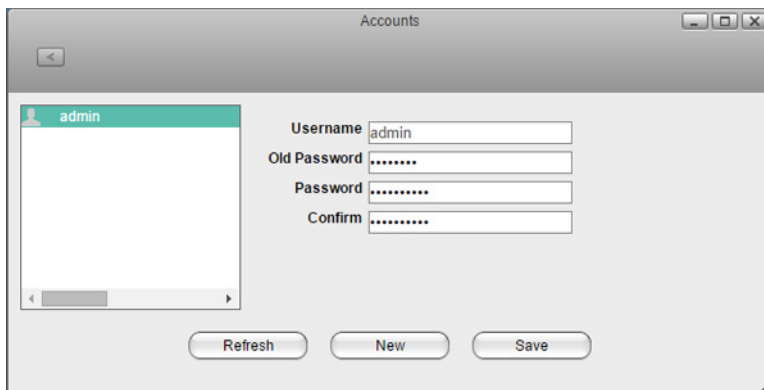 Accounts
<
admin
Username admin
Old Password ••••••••
Password ••••••••••
Confirm ••••••••••
Refresh New Save